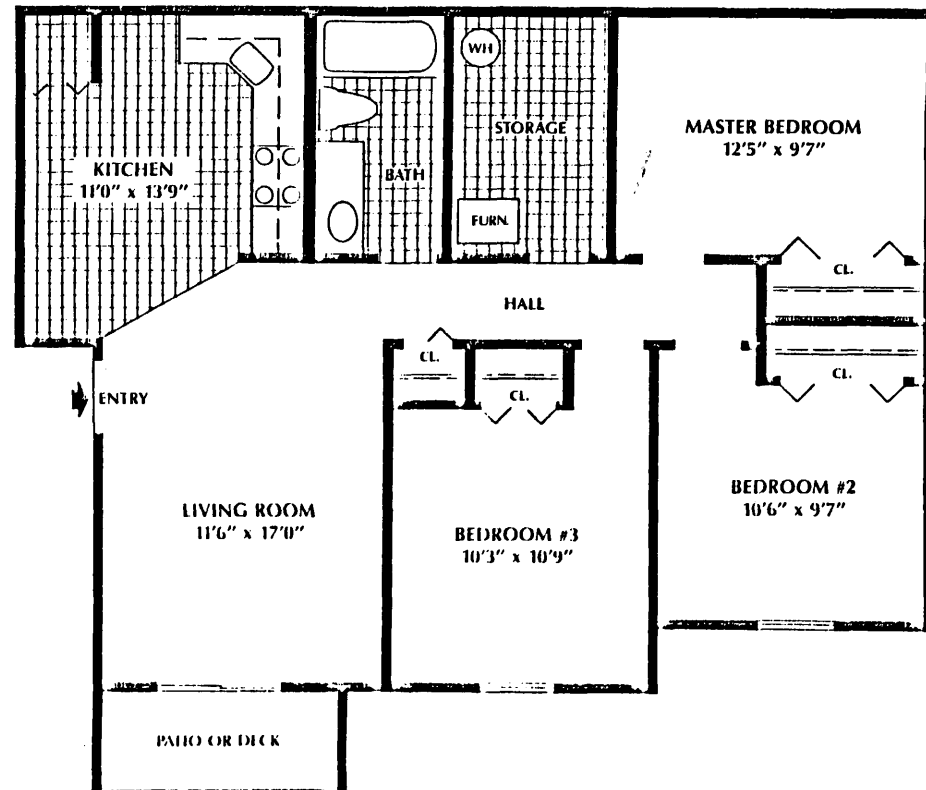 WH
STORAGE
MASTER BEDROOM
12'5" x 9'7"
KITCHEN
11'0" x 13'9"
BATH
FURN.
CL.
HALL
CL.
CL.
CL.
ENTRY
LIVING ROOM
11'6" x 17'0"
BEDROOM #3
10'3" x 10'9"
BEDROOM #2
10'6" x 9'7"
PATIO OR DECK